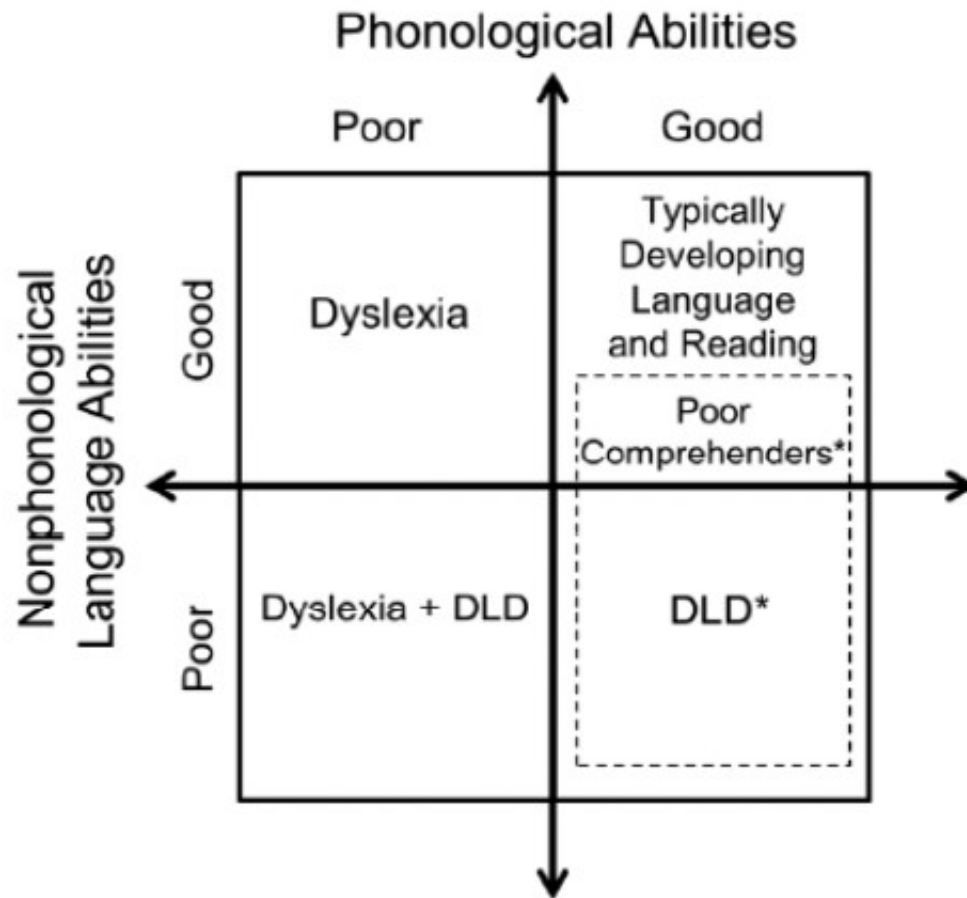 Phonological Abilities
Poor
Good
Nonphonological
Language Abilities
Good
Poor
Dyslexia
Typically
Developing
Language
and Reading
Poor
Comprehenders*
Dyslexia + DLD
DLD*